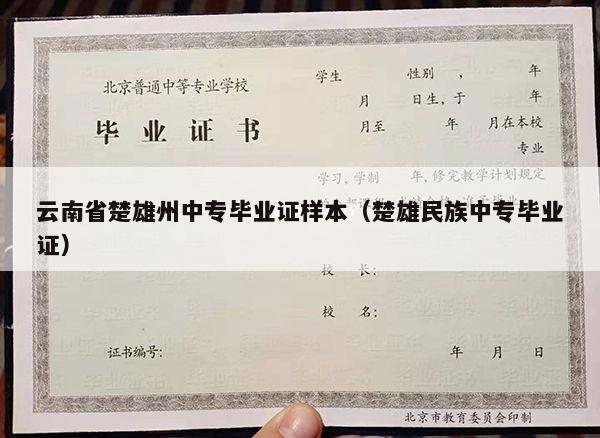 北京普通中等专业学校
毕业证书
学生 性别 , 年
月 日生,于 年
月至 年 月在本校
专业
学习,学制 年,修完教学计划规定
云南省楚雄州中专毕业证样本（楚雄民族中专毕业
证）
校 长:
校 名:
证书编号:
年 月 日
北京市教育委员会印制